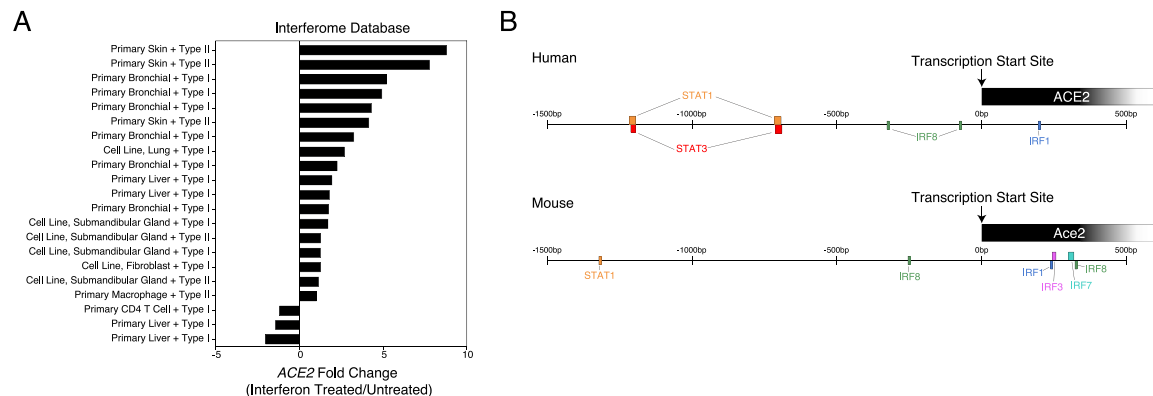 A
Interferome Database
Primary Skin + Type II
Primary Skin + Type II
Primary Bronchial + Type I
Primary Bronchial + Type I
Primary Bronchial + Type I
Primary Skin + Type II
Primary Bronchial + Type I
Cell Line, Lung + Type I
Primary Bronchial + Type I
Primary Liver + Type I
Primary Liver + Type I
Primary Bronchial + Type I
Cell Line, Submandibular Gland + Type I
Cell Line, Submandibular Gland + Type II
Cell Line, Submandibular Gland + Type I
Cell Line, Fibroblast + Type I
Cell Line, Submandibular Gland + Type II
Primary Macrophage + Type II
Primary CD4 T Cell + Type I
Primary Liver + Type I
Primary Liver + Type I
-5 0 5 10
ACE2 Fold Change
(Interferon Treated/Untreated)
B
Human
Transcription Start Site
ACE2
STAT1
-1500bp -1000bp -500bp 0bp 500bp
STAT3
IRF8
IRF1
Mouse
Transcription Start Site
Ace2
-1500bp -1000bp -500bp 0bp 500bp
STAT1
IRF8
IRF1
IRF8
IRF3
IRF7